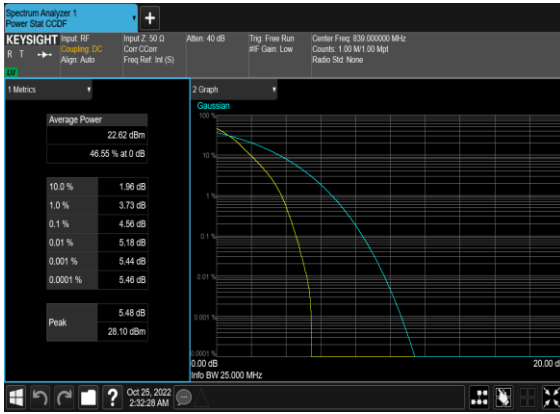 Spectrum Analyzer 1
Power Stat CCDF
+
KEYSIGHT
R T
LV
Input: RF
Coupling: DC
Align: Auto
Input Z: 50 Ω
Corr CCorr
Freq Ref: Int (S)
Atten: 40 dB
Trig: Free Run
#IF Gain: Low
Center Freq: 839.000000 MHz
Counts: 1.00 M/1.00 Mpt
Radio Std: None
1 Metrics
Average Power
22.62 dBm
46.55 % at 0 dB
10.0 % 1.96 dB
1.0 % 3.73 dB
0.1 % 4.56 dB
0.01 % 5.18 dB
0.001 % 5.44 dB
0.0001 % 5.46 dB
Peak
5.48 dB
28.10 dBm
2 Graph
Gaussian
100 %
10 %
1 %
0.1 %
0.01 %
0.001 %
0.0001 %
0.00 dB
20.00 d
Info BW 25.000 MHz
?
Oct 25, 2022
2:32:28 AM